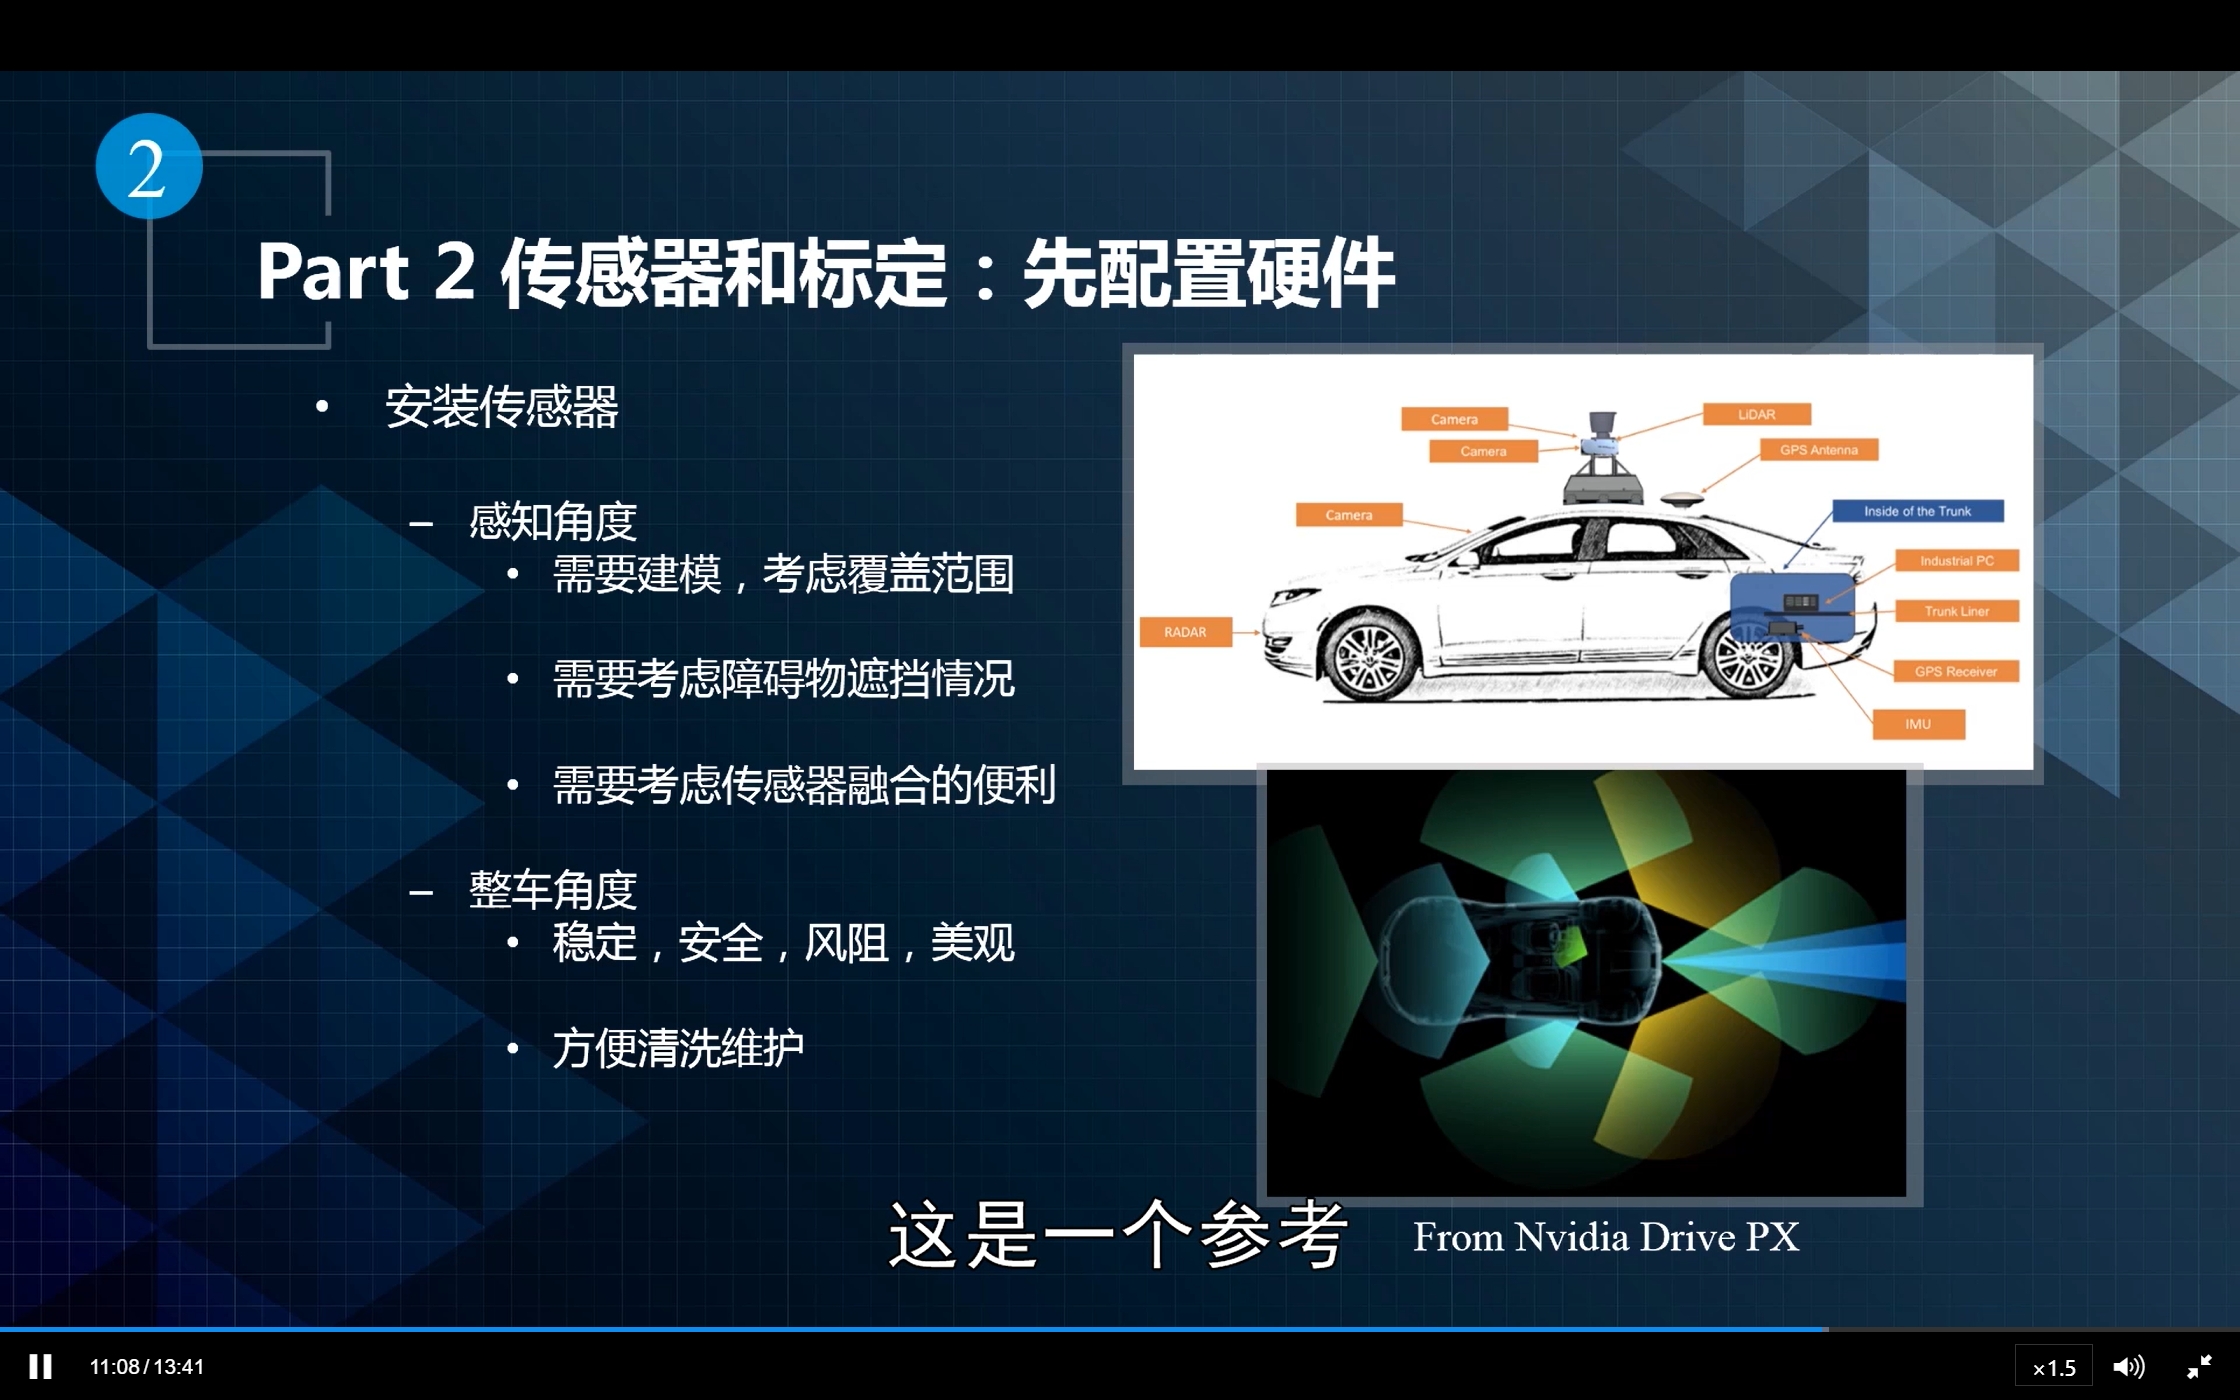 2
Part 2 传感器和标定：先配置硬件
• 安装传感器
– 感知角度
• 需要建模，考虑覆盖范围
• 需要考虑障碍物遮挡情况
• 需要考虑传感器融合的便利
– 整车角度
• 稳定，安全，风阻，美观
• 方便清洗维护
Camera
LiDAR
Camera
GPS Antenna
Camera
Inside of the Trunk
Industrial PC
Trunk Liner
RADAR
GPS Receiver
IMU
From Nvidia Drive PX
这是一个参考
11:08/13:41
×1.5